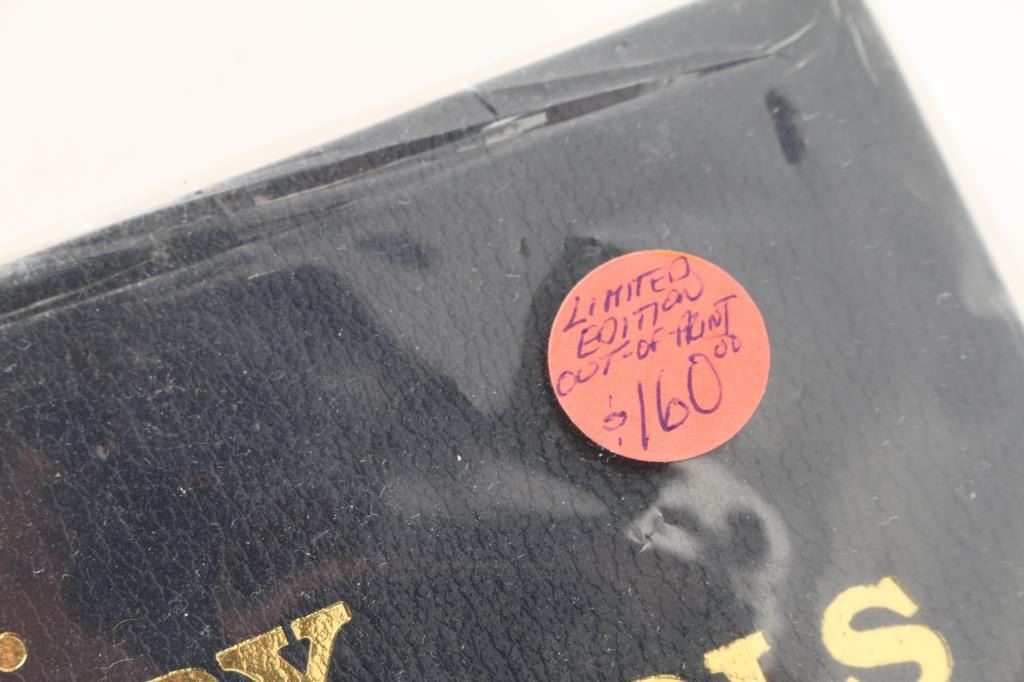 LIMITED
EDITION
OUT-OF-PRINT
$160.00